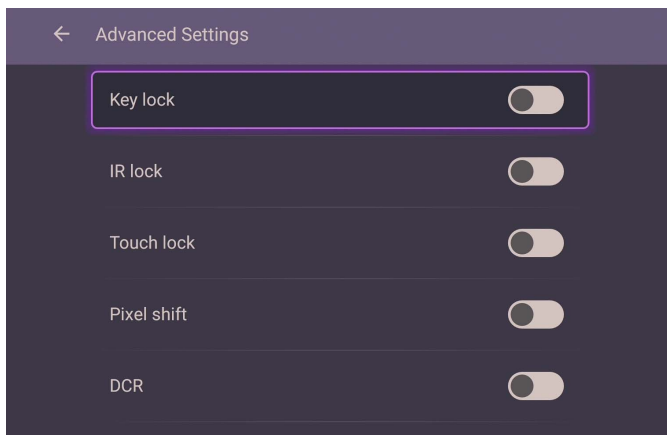 Advanced Settings
Key lock
IR lock
Touch lock
Pixel shift
DCR